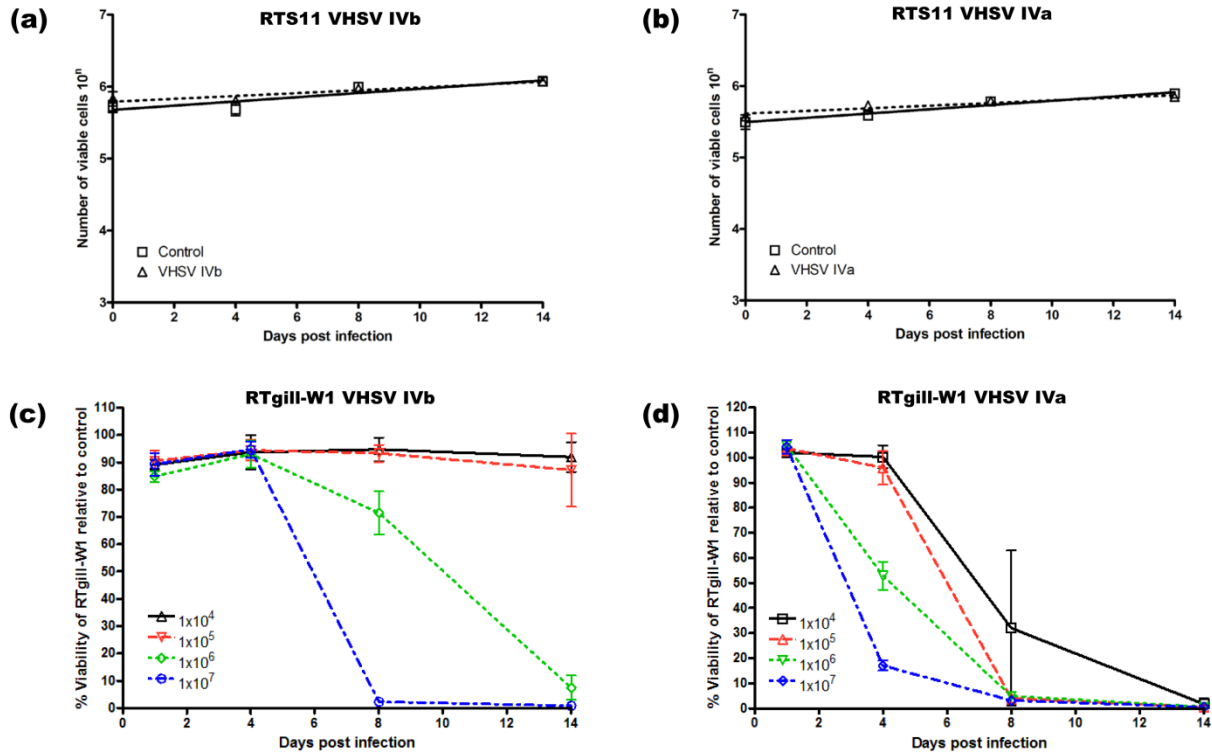 (a)
RTS11 VHSV IVb
Number of viable cells 10ⁿ
7
6
5
4
3
Control
VHSV IVb
0 2 4 6 8 10 12 14
Days post infection
(b)
RTS11 VHSV IVa
Number of viable cells 10ⁿ
7
6
5
4
3
Control
VHSV IVa
0 2 4 6 8 10 12 14
Days post infection
(c)
RTgill-W1 VHSV IVb
% Viability of RTgill-W1 relative to control
110
100
90
80
70
60
50
40
30
20
10
0
1x10⁴
1x10⁵
1x10⁶
1x10⁷
0 2 4 6 8 10 12 14
Days post infection
(d)
RTgill-W1 VHSV IVa
% Viability of RTgill-W1 relative to control
120
110
100
90
80
70
60
50
40
30
20
10
0
1x10⁴
1x10⁵
1x10⁶
1x10⁷
0 2 4 6 8 10 12 14
Days post infection